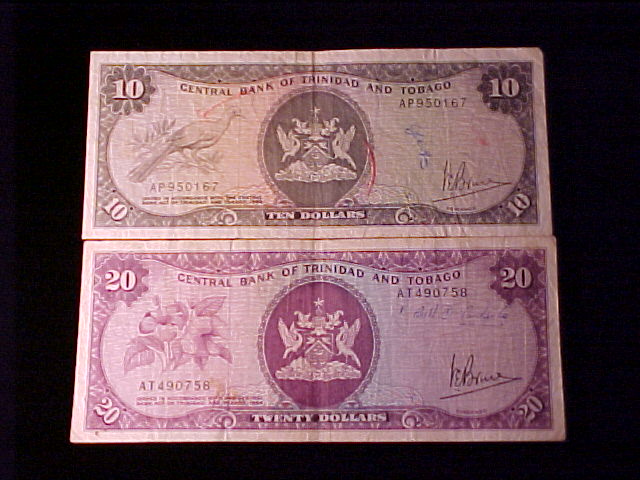 10
10
CENTRAL BANK OF TRINIDAD AND TOBAGO
AP950167
AP950167
10
TEN DOLLARS
10
20
20
CENTRAL BANK OF TRINIDAD AND TOBAGO
AT490758
AT490758
20
TWENTY DOLLARS
20